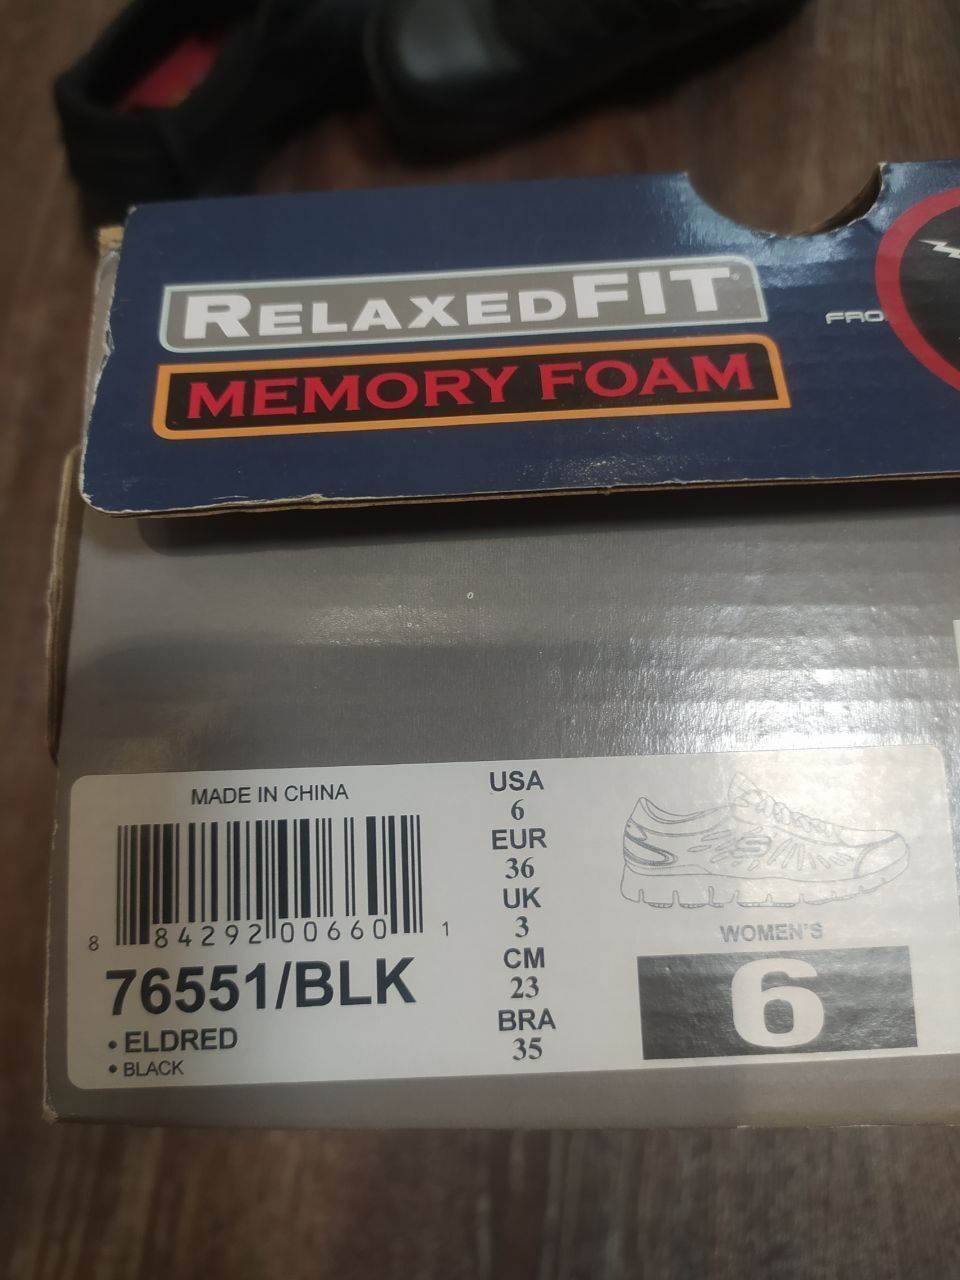 RELAXEDFIT
MEMORY FOAM
MADE IN CHINA
8 84292 00660 1
76551/BLK
• ELDRED
• BLACK
USA
6
EUR
36
UK
3
CM
23
BRA
35
WOMEN'S
6